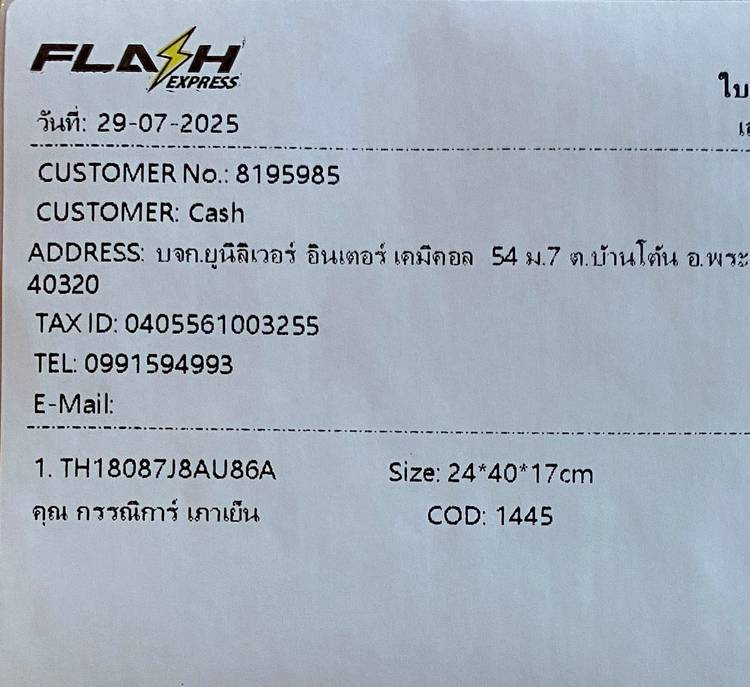 FLASH EXPRESS
ใบ
วันที่: 29-07-2025
CUSTOMER No.: 8195985
CUSTOMER: Cash
ADDRESS: บจก.ยูนิลิเวอร์ อินเตอร์ เคมิคอล 54 ม.7 ต.บ้านโต้น อ.พระ
40320
TAX ID: 0405561003255
TEL: 0991594993
E-Mail:
1. TH18087J8AU86A Size: 24*40*17cm
คุณ กรรณิการ์ เภาเย็น COD: 1445